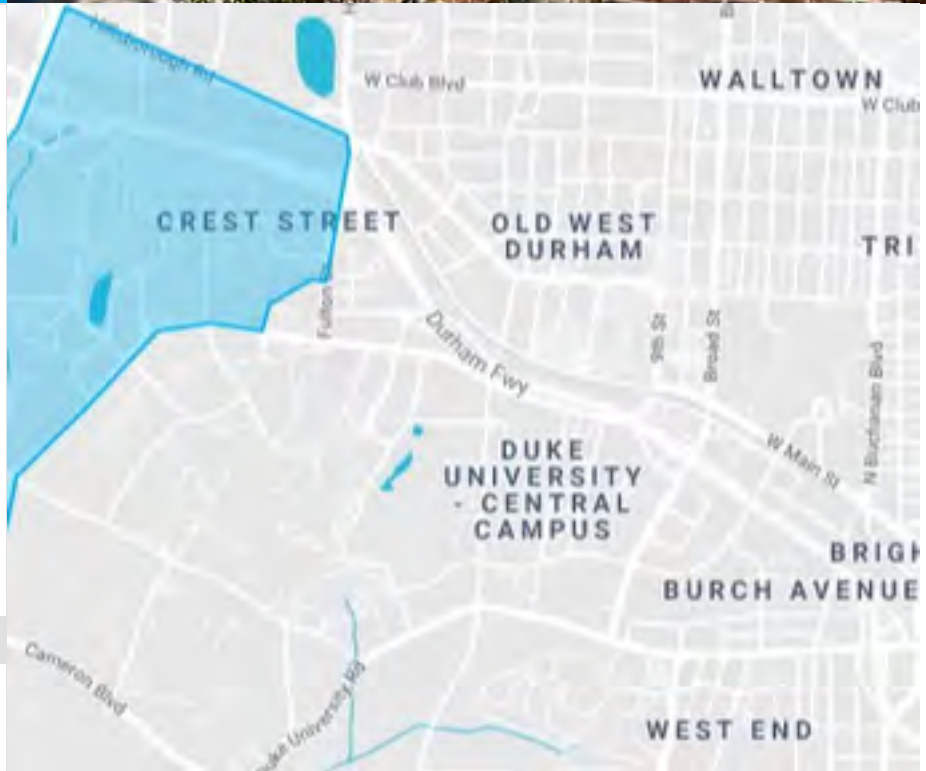 Hillsborough Rd
W Club Blvd
WALLTOWN
W Club
CREST STREET
OLD WEST
DURHAM
TRI
Fulton
Durham Fwy
9th St
Broad St
N Buchanan Blvd
DUKE
UNIVERSITY
- CENTRAL
CAMPUS
W Main St
BRIGH
BURCH AVENUE
Cameron Blvd
Duke University Rd
WEST END